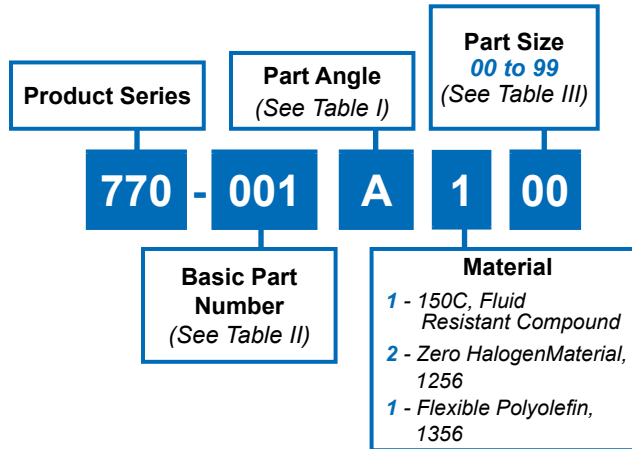 Product Series
Part Angle
(See Table I)
Part Size
00 to 99
(See Table III)
770 - 001 A 1 00
Basic Part
Number
(See Table II)
Material
1 - 150C, Fluid
Resistant Compound
2 - Zero HalogenMaterial,
1256
1 - Flexible Polyolefin,
1356